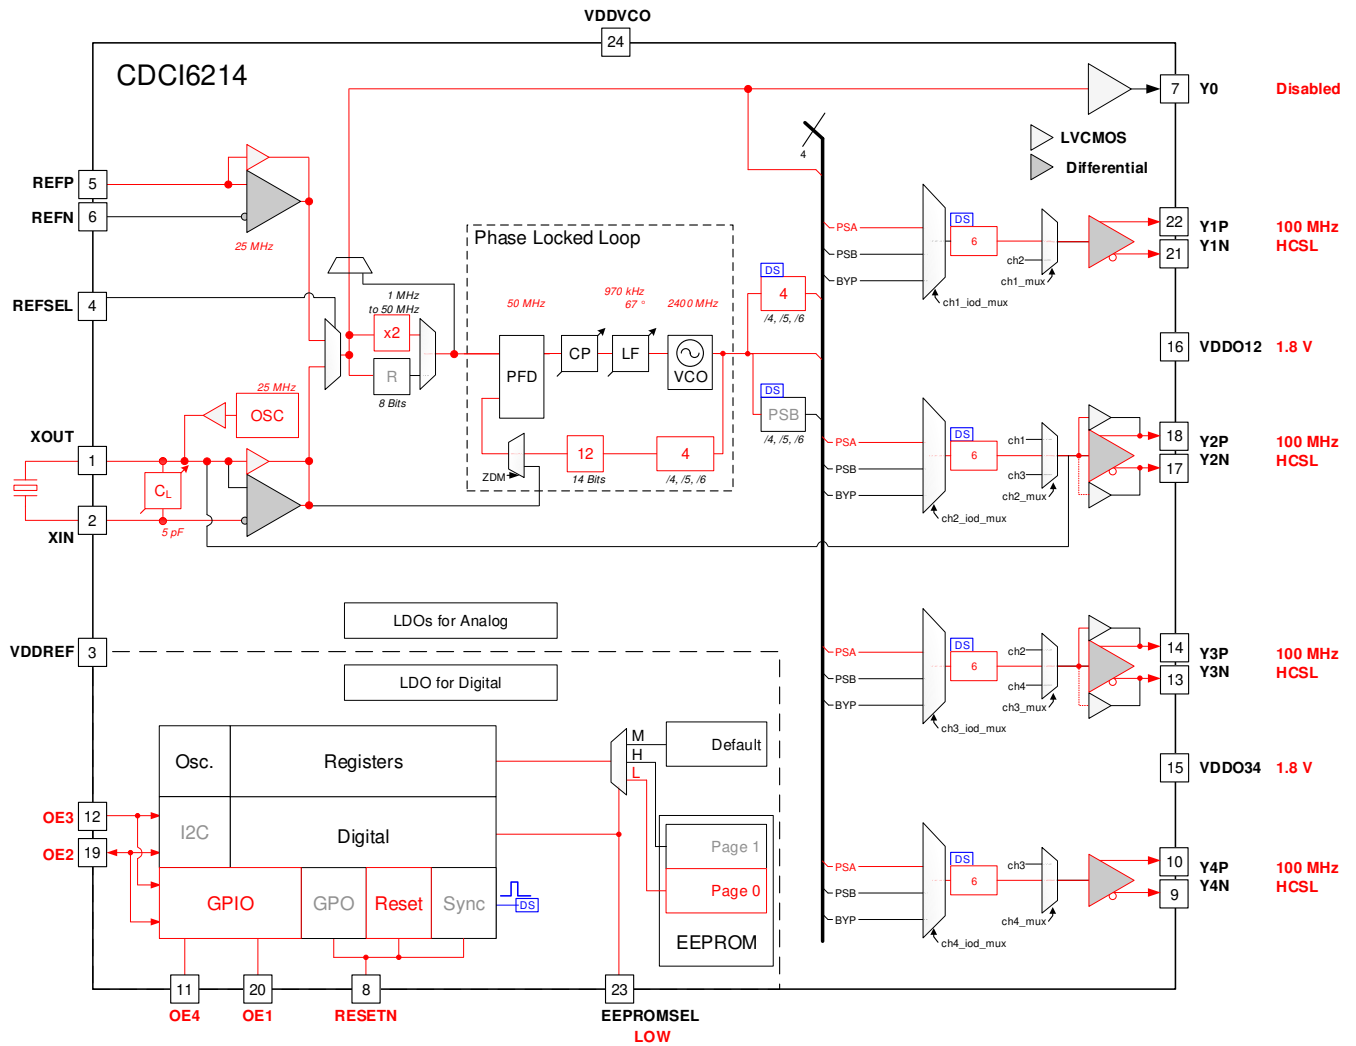 VDDVCO
24
CDCI6214
7 Y0 Disabled
LVCMOS
Differential
4
REFP 5
REFN 6
25 MHz
REFSEL 4
1 MHz
to 50 MHz
x2
R
8 Bits
Phase Locked Loop
50 MHz
970 kHz
67 °
2400 MHz
PFD
CP
LF
VCO
ZDM
12
14 Bits
4
/4, /5, /6
DS
4
/4, /5, /6
DS
PSB
/4, /5, /6
25 MHz
OSC
XOUT
1
CL
2
XIN
5 pF
PSA
PSB
BYP
ch1_iod_mux
DS
6
ch2
ch1_mux
22
21
Y1P
Y1N
100 MHz
HCSL
16 VDDO12 1.8 V
PSA
PSB
BYP
ch2_iod_mux
DS
6
ch1
ch3
ch2_mux
18
17
Y2P
Y2N
100 MHz
HCSL
PSA
PSB
BYP
ch3_iod_mux
DS
6
ch2
ch4
ch3_mux
14
13
Y3P
Y3N
100 MHz
HCSL
15 VDDO34 1.8 V
PSA
PSB
BYP
ch4_iod_mux
DS
6
ch3
ch4_mux
10
9
Y4P
Y4N
100 MHz
HCSL
LDOs for Analog
VDDREF 3
LDO for Digital
Osc.
Registers
I2C
Digital
GPIO
GPO
Reset
Sync
DS
OE3 12
OE2 19
M
H
L
Default
Page 1
Page 0
EEPROM
11
OE4
20
OE1
8
RESETN
23
EEPROMSEL
LOW